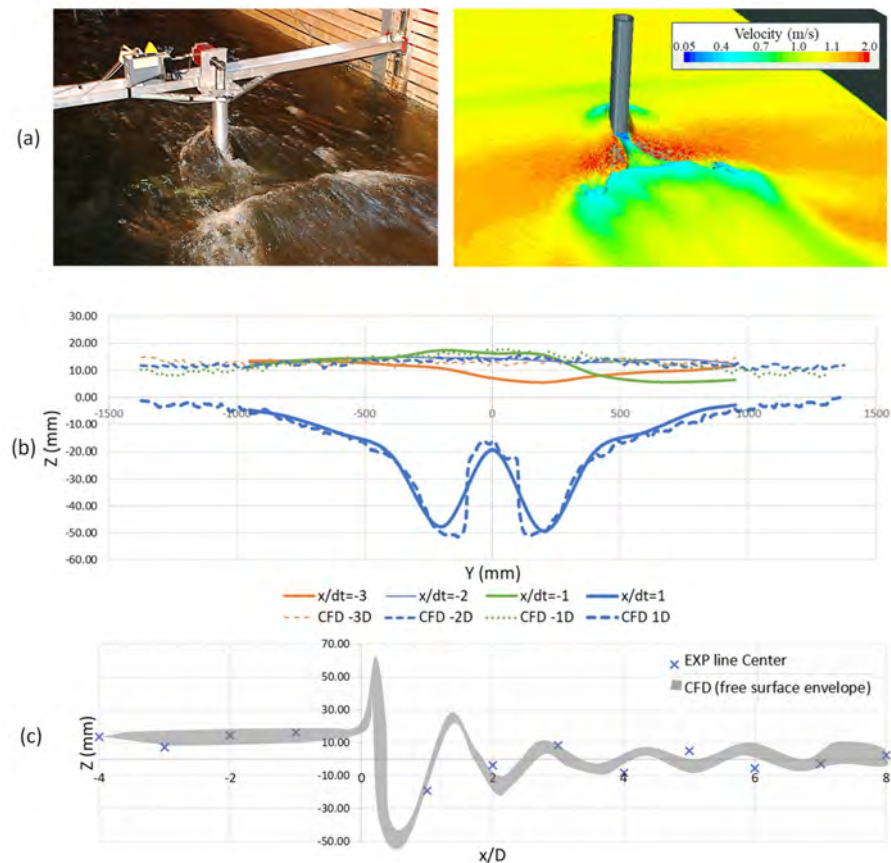 (a)
Velocity (m/s)
0.05 0.4 0.7 1.0 1.1 2.0
(b)
Z (mm)
30.00
20.00
10.00
0.00
-10.00
-20.00
-30.00
-40.00
-50.00
-60.00
-1500 -1000 -500 0 500 1000 1500
Y (mm)
x/dt=-3 x/dt=-2 x/dt=-1 x/dt=1
CFD -3D CFD -2D CFD -1D CFD 1D
(c)
Z (mm)
70.00
50.00
30.00
10.00
-10.00
-30.00
-50.00
EXP line Center
CFD (free surface envelope)
-4 -2 0 2 4 6 8
x/D